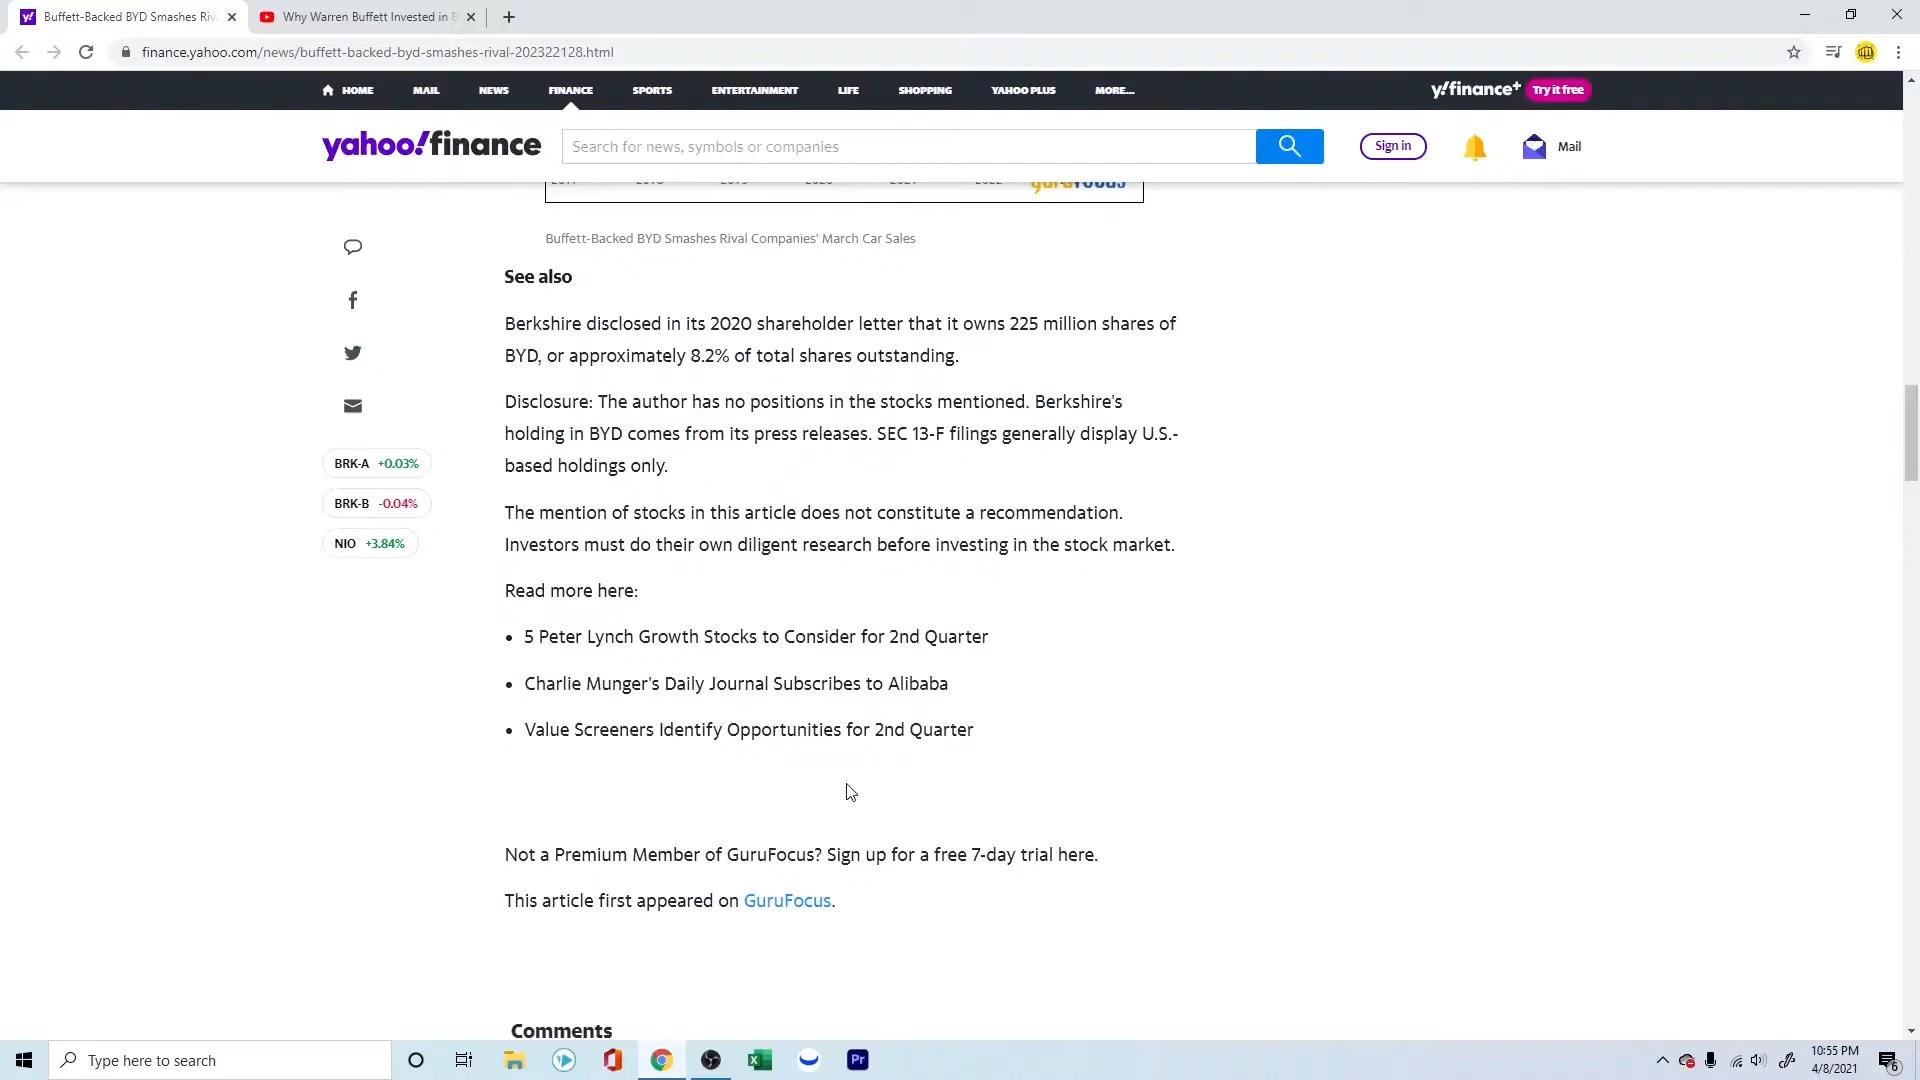 Buffett-Backed BYD Smashes Riv
Why Warren Buffett Invested in B
finance.yahoo.com/news/buffett-backed-byd-smashes-rival-202322128.html
HOME MAIL NEWS FINANCE SPORTS ENTERTAINMENT LIFE SHOPPING YAHOO PLUS MORE... y!finance+ Try it free
yahoo!finance Search for news, symbols or companies Sign in Mail
2018 2019 2020 2021 2022 gurufocus
Buffett-Backed BYD Smashes Rival Companies' March Car Sales
See also
Berkshire disclosed in its 2020 shareholder letter that it owns 225 million shares of
BYD, or approximately 8.2% of total shares outstanding.
Disclosure: The author has no positions in the stocks mentioned. Berkshire's
holding in BYD comes from its press releases. SEC 13-F filings generally display U.S.-
based holdings only.
BRK-A +0.03%
BRK-B -0.04%
NIO +3.84%
The mention of stocks in this article does not constitute a recommendation.
Investors must do their own diligent research before investing in the stock market.
Read more here:
• 5 Peter Lynch Growth Stocks to Consider for 2nd Quarter
• Charlie Munger's Daily Journal Subscribes to Alibaba
• Value Screeners Identify Opportunities for 2nd Quarter
Not a Premium Member of GuruFocus? Sign up for a free 7-day trial here.
This article first appeared on GuruFocus.
Comments
Type here to search
Pr
10:55 PM
4/8/2021
6